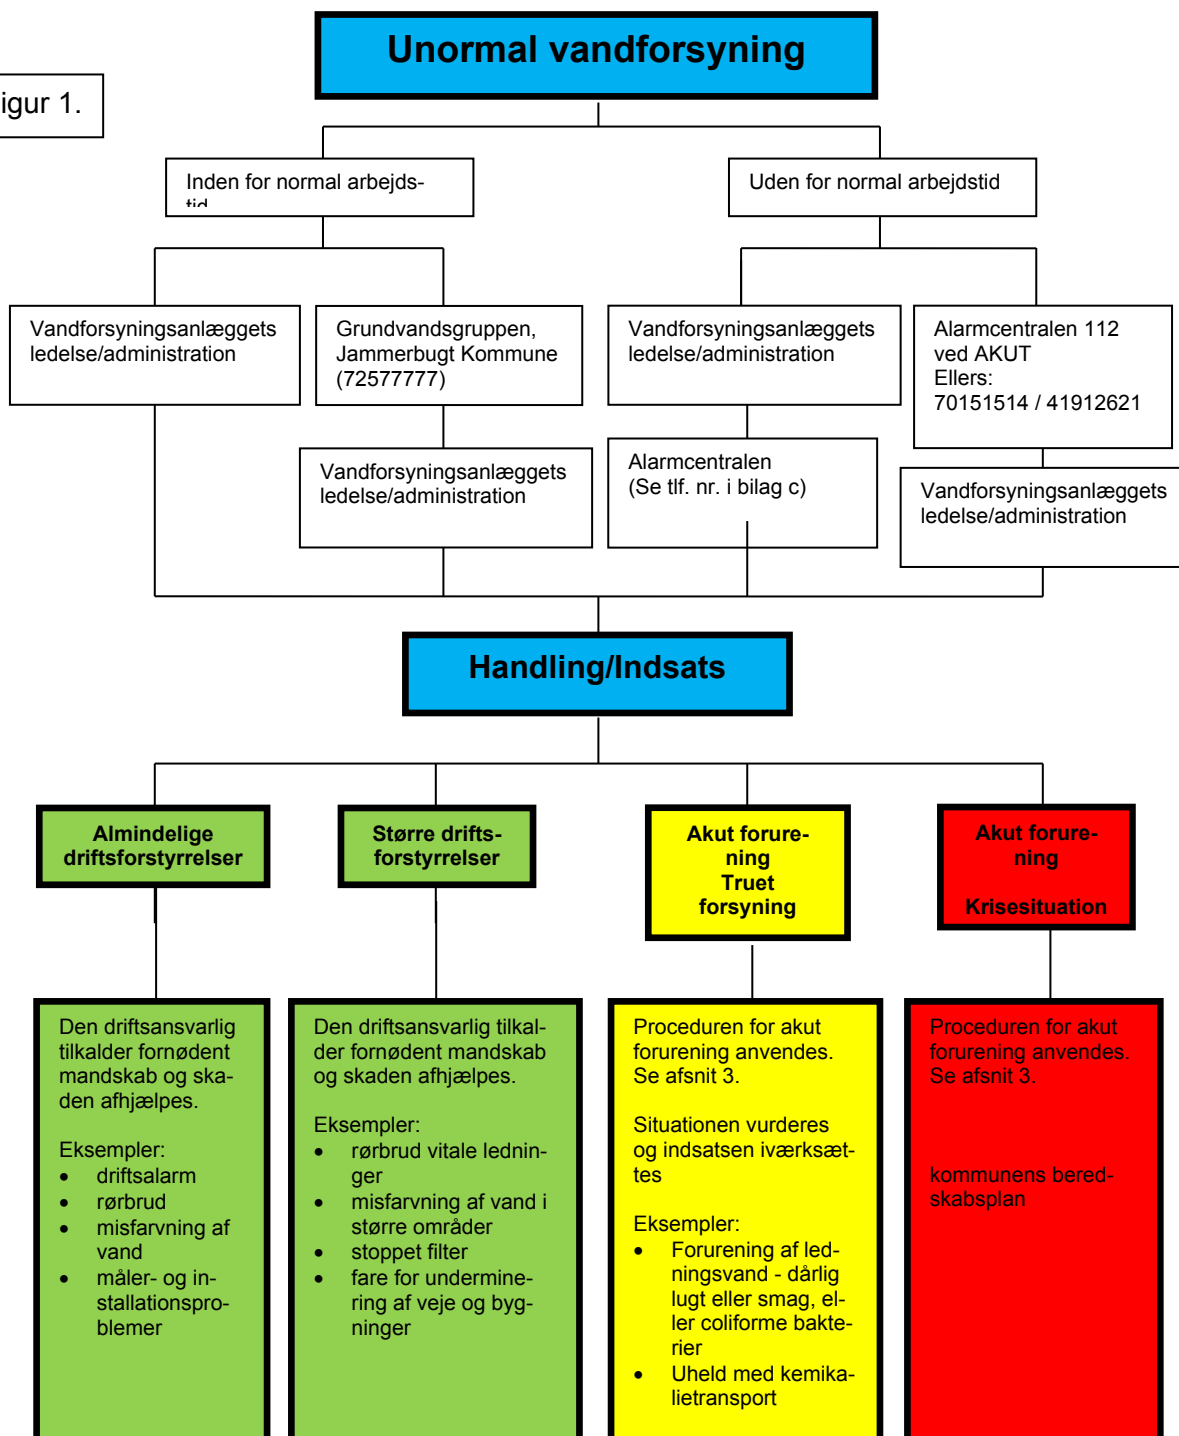 Unormal vandforsyning
igur 1.
Inden for normal arbejds-
tid
Uden for normal arbejdstid
Vandforsyningsanlæggets
ledelse/administration
Grundvandsgruppen,
Jammerbugt Kommune
(72577777)
Vandforsyningsanlæggets
ledelse/administration
Vandforsyningsanlæggets
ledelse/administration
Alarmcentralen
(Se tlf. nr. i bilag c)
Alarmcentralen 112
ved AKUT
Ellers:
70151514 / 41912621
Vandforsyningsanlæggets
ledelse/administration
Handling/Indsats
Almindelige
driftsforstyrrelser
Større drifts-
forstyrrelser
Akut forure-
ning
Truet
forsyning
Akut forure-
ning
Krisesituation
Den driftsansvarlig
tilkalder fornødent
mandskab og ska-
den afhjælpes.
Eksempler:
• driftsalarm
• rørbrud
• misfarvning af
vand
• måler- og in-
stallationspro-
blemer
Den driftsansvarlig tilkal-
der fornødent mandskab
og skaden afhjælpes.
Eksempler:
• rørbrud vitale lednin-
ger
• misfarvning af vand i
større områder
• stoppet filter
• fare for undermine-
ring af veje og byg-
ninger
Proceduren for akut
forurening anvendes.
Se afsnit 3.
Situationen vurderes
og indsatsen iværksæt-
tes
Eksempler:
• Forurening af led-
ningsvand - dårlig
lugt eller smag, el-
ler coliforme bakte-
rier
• Uheld med kemika-
lietransport
Proceduren for akut
forurening anvendes.
Se afsnit 3.
kommunens bered-
skabsplan